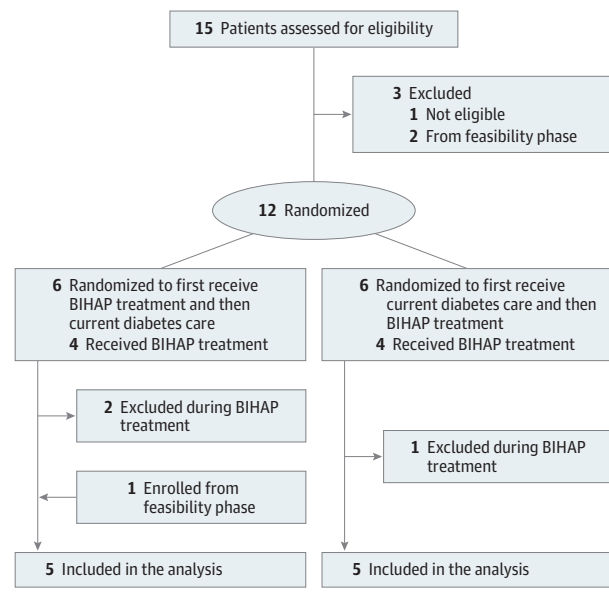 15 Patients assessed for eligibility
3 Excluded
1 Not eligible
2 From feasibility phase
12 Randomized
6 Randomized to first receive
BIHAP treatment and then
current diabetes care
4 Received BIHAP treatment
6 Randomized to first receive
current diabetes care and then
BIHAP treatment
4 Received BIHAP treatment
2 Excluded during BIHAP
treatment
1 Excluded during BIHAP
treatment
1 Enrolled from
feasibility phase
5 Included in the analysis
5 Included in the analysis